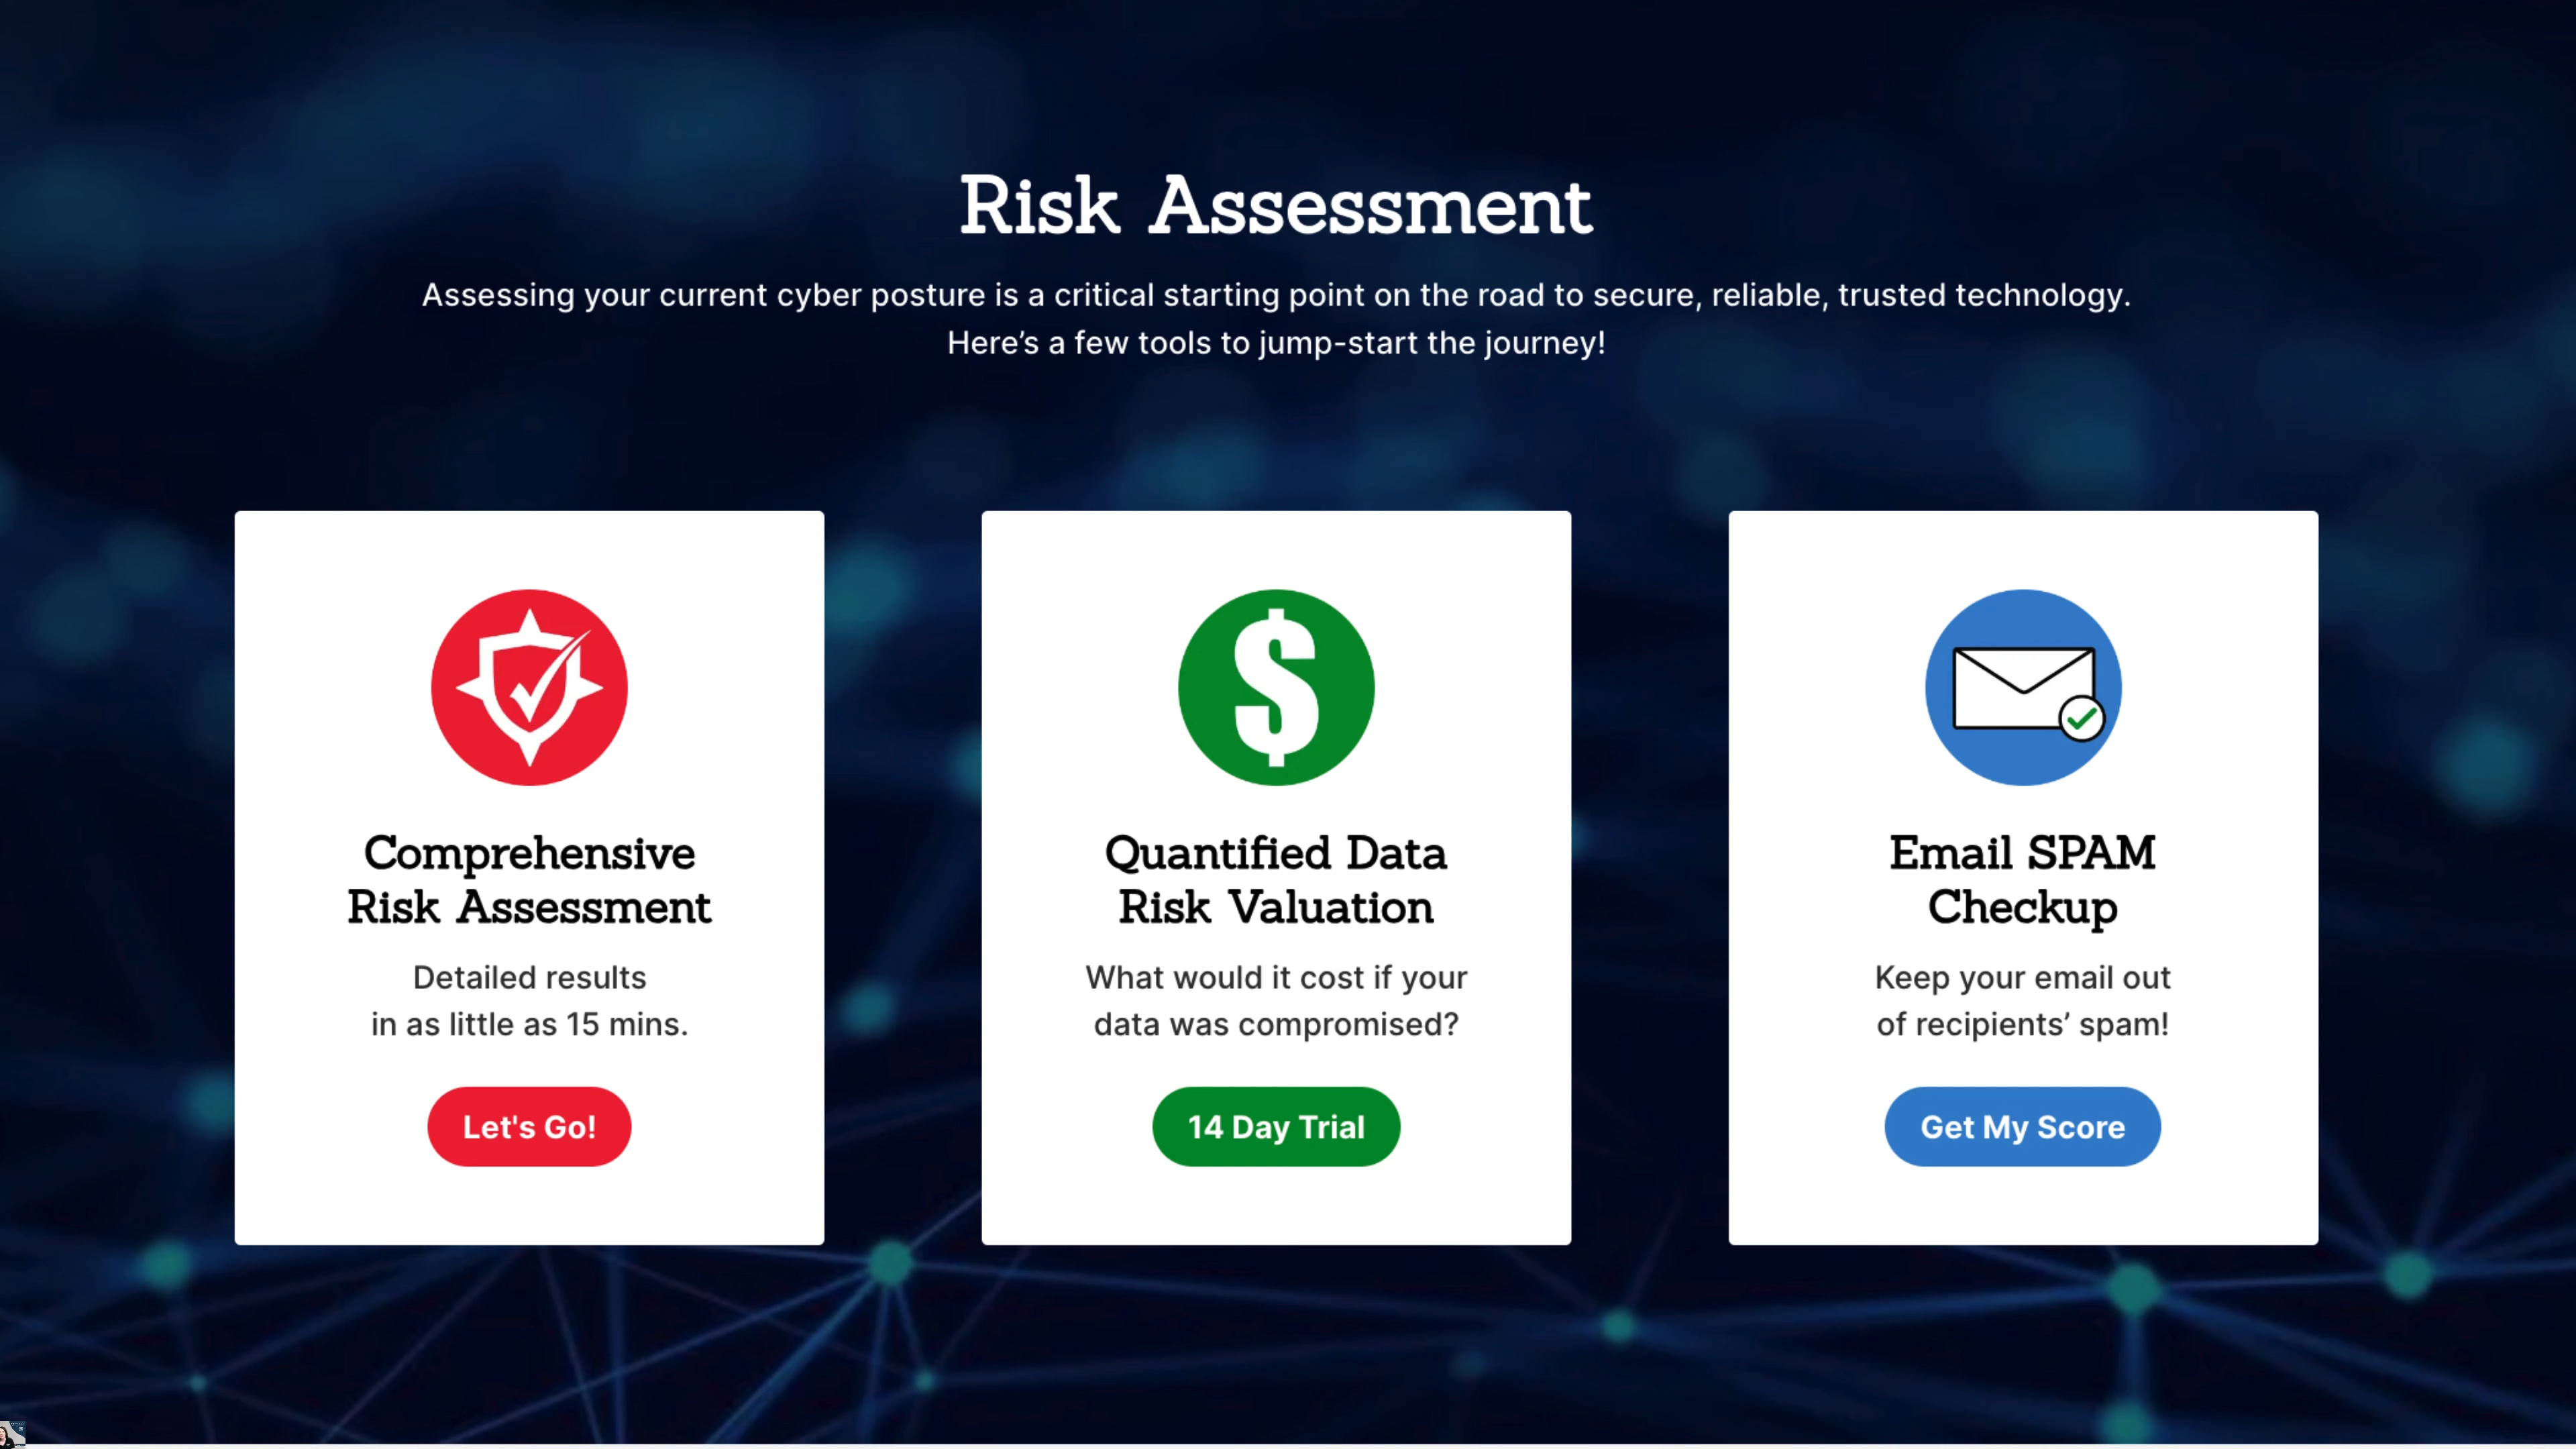 Risk Assessment
Assessing your current cyber posture is a critical starting point on the road to secure, reliable, trusted technology.
Here’s a few tools to jump-start the journey!
Comprehensive
Risk Assessment
Detailed results
in as little as 15 mins.
Let's Go!
Quantified Data
Risk Valuation
What would it cost if your
data was compromised?
14 Day Trial
Email SPAM
Checkup
Keep your email out
of recipients’ spam!
Get My Score